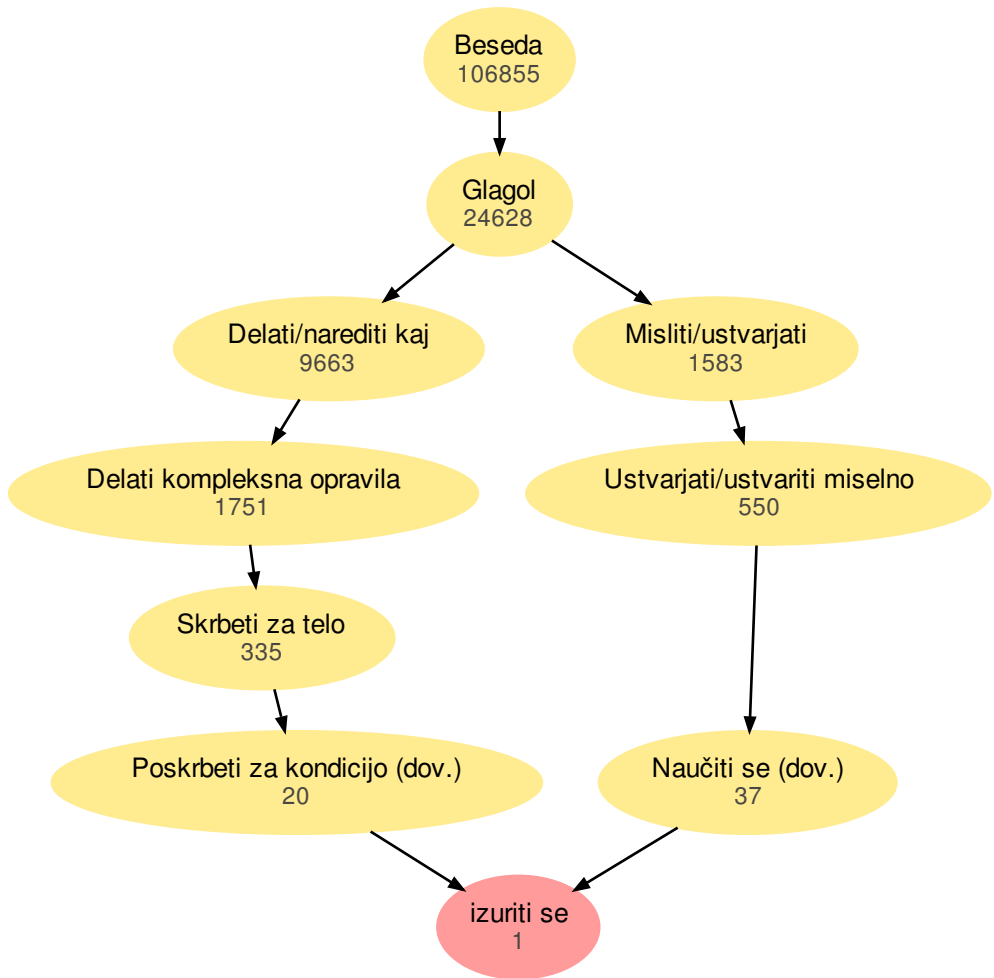 Beseda
106855
Glagol
24628
Delati/narediti kaj
9663
Misliti/ustvarjati
1583
Delati kompleksna opravila
1751
Ustvarjati/ustvariti miselno
550
Skrbeti za telo
335
Poskrbeti za kondicijo (dov.)
20
Naučiti se (dov.)
37
izuriti se
1